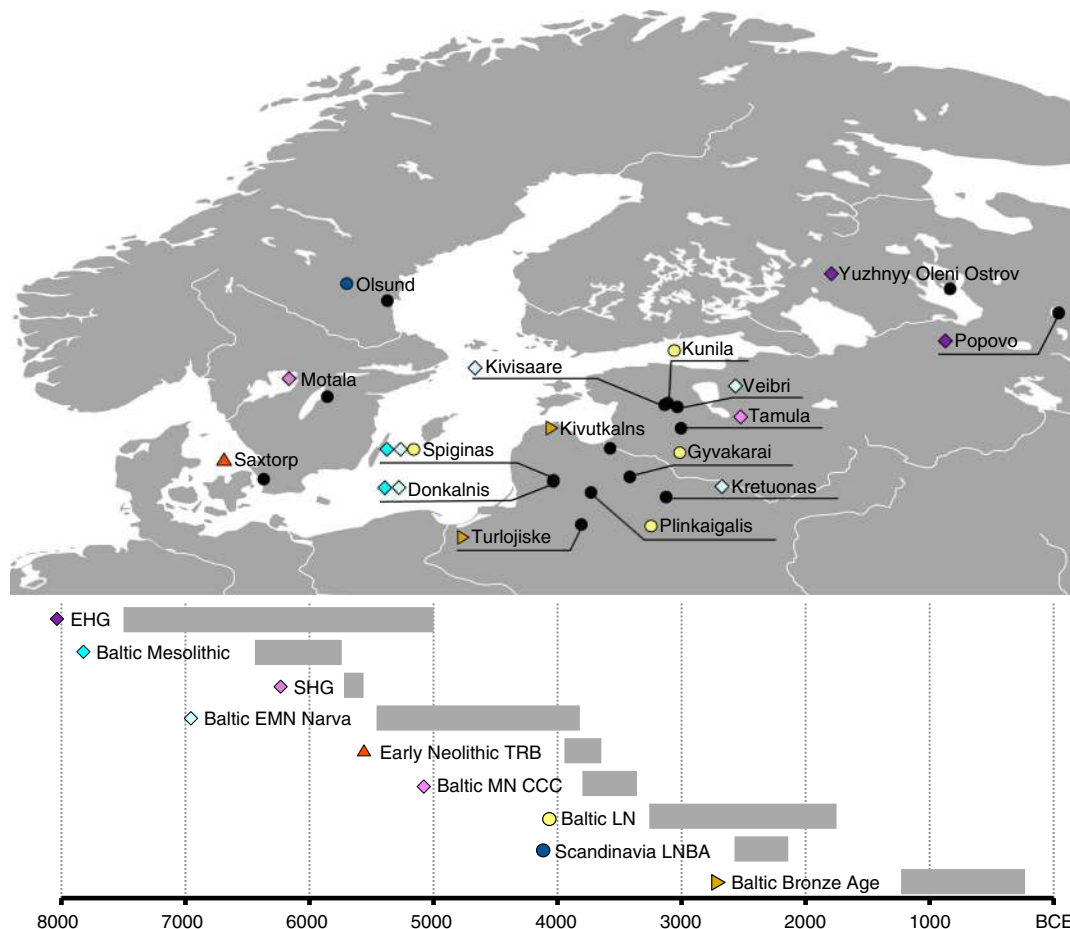 Yuzhnyy Oleni Ostrov
Olsund
Popovo
Kunila
Kivisaare
Motala
Veibri
Tamula
Kivutkalns
Spiginas
Gyvakarai
Saxtorp
Donkalnis
Kretuonas
Plinkaigalis
Turlojiske
EHG
Baltic Mesolithic
SHG
Baltic EMN Narva
Early Neolithic TRB
Baltic MN CCC
Baltic LN
Scandinavia LNBA
Baltic Bronze Age
8000 7000 6000 5000 4000 3000 2000 1000 BCE